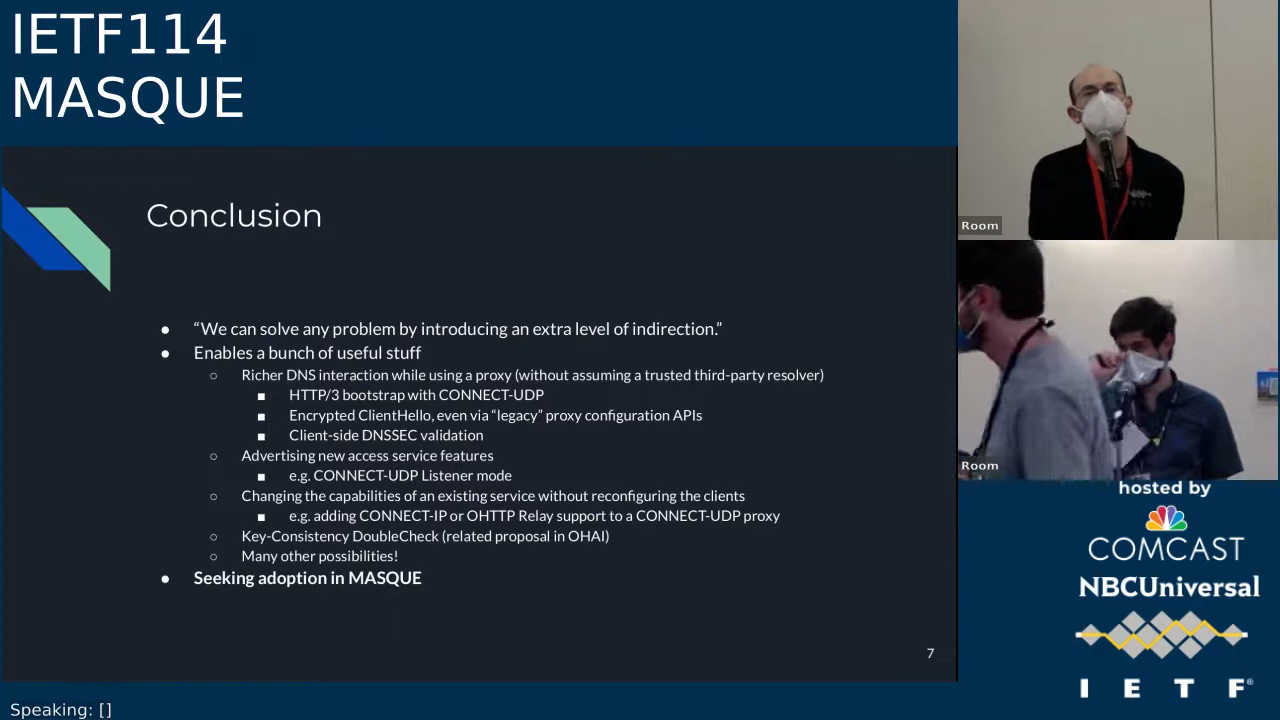 IETF114
MASQUE
Conclusion
● “We can solve any problem by introducing an extra level of indirection.”
● Enables a bunch of useful stuff
○ Richer DNS interaction while using a proxy (without assuming a trusted third-party resolver)
■ HTTP/3 bootstrap with CONNECT-UDP
■ Encrypted ClientHello, even via “legacy” proxy configuration APIs
■ Client-side DNSSEC validation
○ Advertising new access service features
■ e.g. CONNECT-UDP Listener mode
○ Changing the capabilities of an existing service without reconfiguring the clients
■ e.g. adding CONNECT-IP or OHTTP Relay support to a CONNECT-UDP proxy
○ Key-Consistency DoubleCheck (related proposal in OHAI)
○ Many other possibilities!
● Seeking adoption in MASQUE
7
Room
Room
hosted by
COMCAST
NBCUniversal
I E T F®
Speaking: []